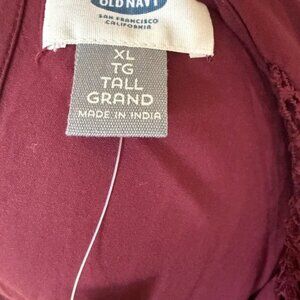 OLD NAVY
SAN FRANCISCO
CALIFORNIA
XL
TG
TALL
GRAND
MADE IN INDIA